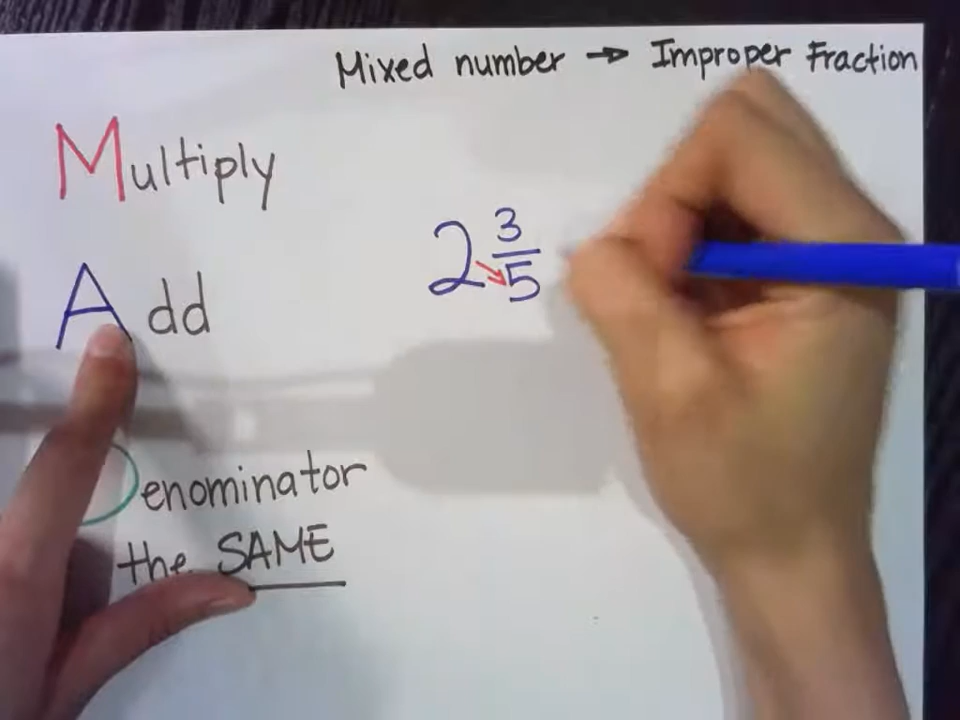 Mixed number → Improper Fraction
Multiply
2 3/5
Add
Denominator
the SAME